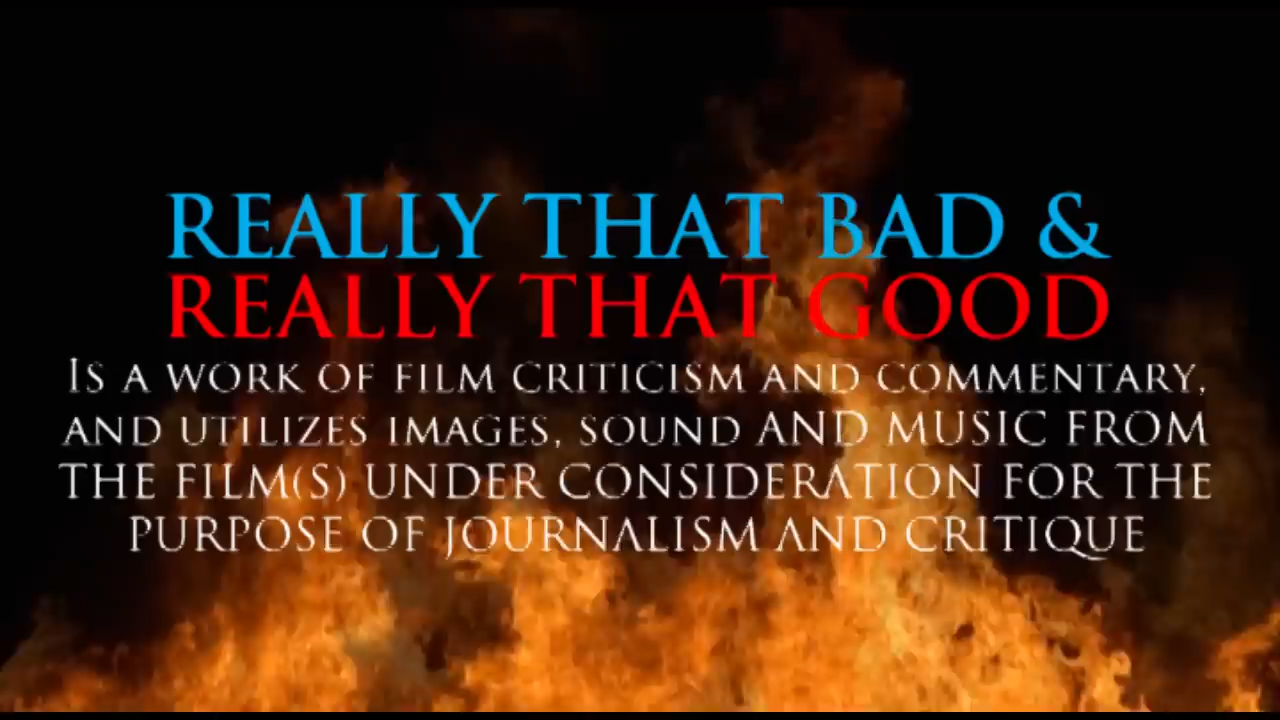 REALLY THAT BAD &
REALLY THAT GOOD
IS A WORK OF FILM CRITICISM AND COMMENTARY,
AND UTILIZES IMAGES, SOUND AND MUSIC FROM
THE FILM(S) UNDER CONSIDERATION FOR THE
PURPOSE OF JOURNALISM AND CRITIQUE